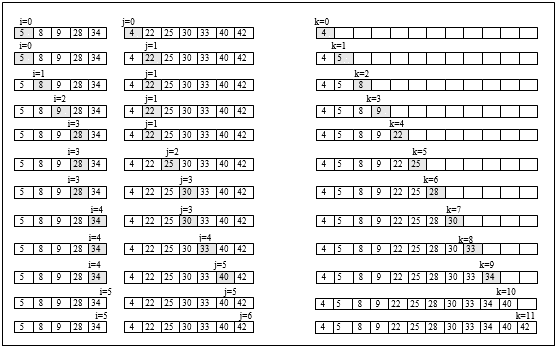 i=0 j=0 k=0
5 8 9 28 34 4 22 25 30 33 40 42 4
i=0 j=1 k=1
5 8 9 28 34 4 22 25 30 33 40 42 4 5
i=1 j=1 k=2
5 8 9 28 34 4 22 25 30 33 40 42 4 5 8
i=2 j=1 k=3
5 8 9 28 34 4 22 25 30 33 40 42 4 5 8 9
i=3 j=1 k=4
5 8 9 28 34 4 22 25 30 33 40 42 4 5 8 9 22
i=3 j=2 k=5
5 8 9 28 34 4 22 25 30 33 40 42 4 5 8 9 22 25
i=3 j=3 k=6
5 8 9 28 34 4 22 25 30 33 40 42 4 5 8 9 22 25 28
i=4 j=3 k=7
5 8 9 28 34 4 22 25 30 33 40 42 4 5 8 9 22 25 28 30
i=4 j=4 k=8
5 8 9 28 34 4 22 25 30 33 40 42 4 5 8 9 22 25 28 30 33
i=4 j=5 k=9
5 8 9 28 34 4 22 25 30 33 40 42 4 5 8 9 22 25 28 30 33 34
i=5 j=5 k=10
5 8 9 28 34 4 22 25 30 33 40 42 4 5 8 9 22 25 28 30 33 34 40
i=5 j=6 k=11
5 8 9 28 34 4 22 25 30 33 40 42 4 5 8 9 22 25 28 30 33 34 40 42